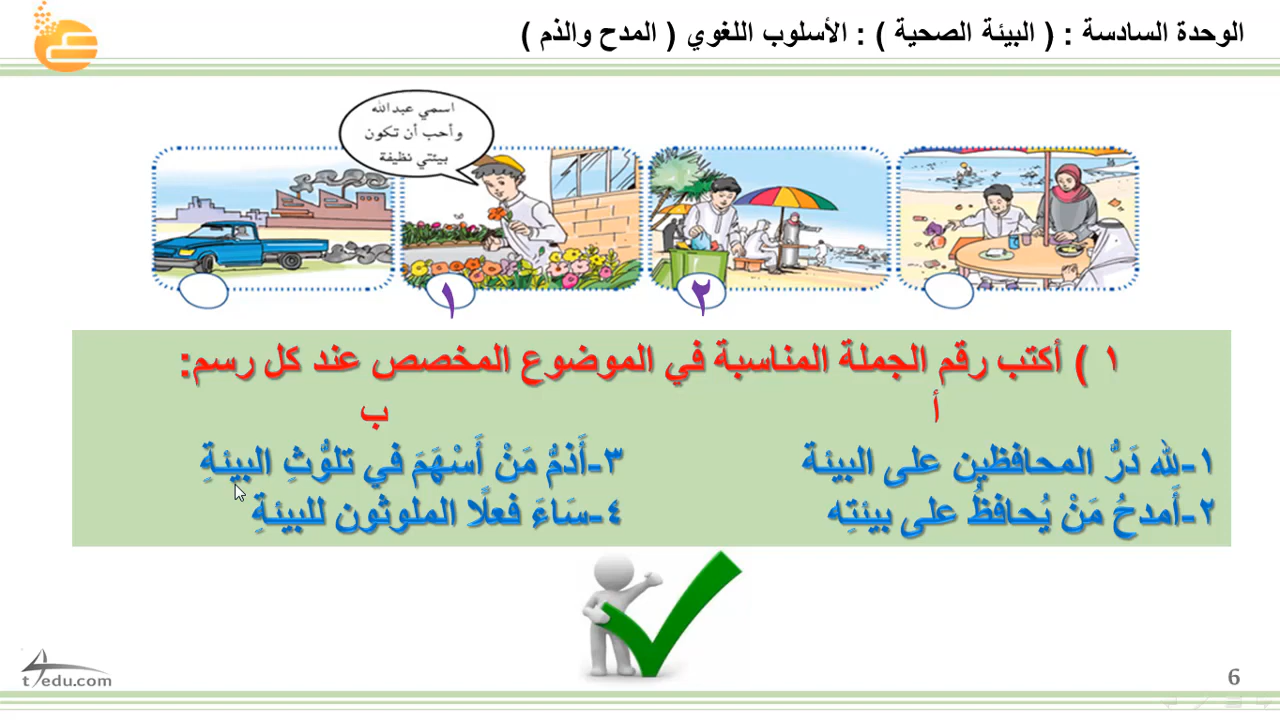 الوحدة السادسة : ( البيئة الصحية ) : الأسلوب اللغوي ( المدح والذم )
اسمي عبدالله
وأحب أن تكون
بيئتي نظيفة
٢
١
١ ) أكتب رقم الجملة المناسبة في الموضوع المخصص عند كل رسم:
أ
ب
١-لله دَرُّ المحافظين على البيئة
٢-أَمدحُ مَنْ يُحافظُ على بيئتِه
٣-أَذمُّ مَنْ أَسْهَمَ في تلوُّثِ البيئةِ
٤-سَاءَ فعلًا الملوثون للبيئةِ
t4edu.com
6